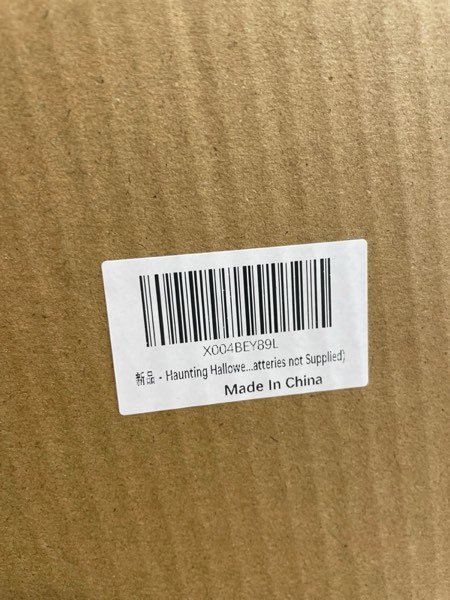 X004BEY89L
新品 - Haunting Hallowe...atteries not Supplied)
Made In China